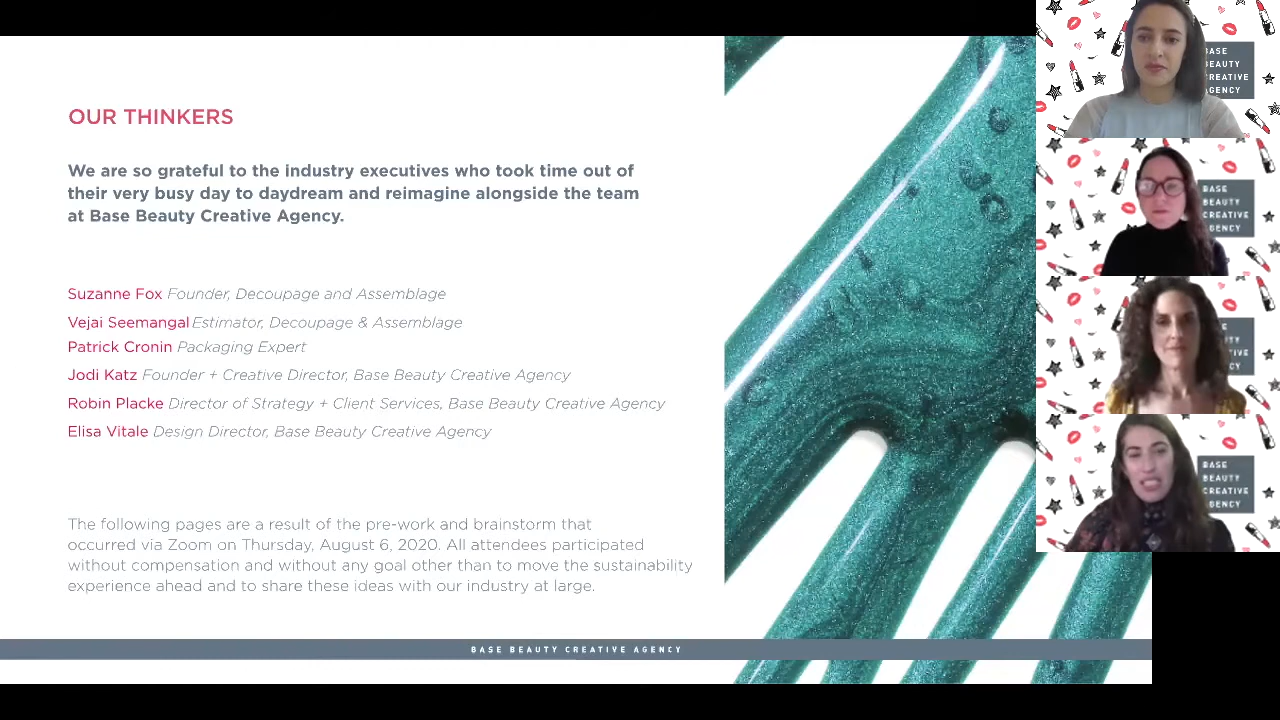 OUR THINKERS
We are so grateful to the industry executives who took time out of
their very busy day to daydream and reimagine alongside the team
at Base Beauty Creative Agency.
Suzanne Fox Founder, Decoupage and Assemblage
Vejai Seemangal Estimator, Decoupage & Assemblage
Patrick Cronin Packaging Expert
Jodi Katz Founder + Creative Director, Base Beauty Creative Agency
Robin Placke Director of Strategy + Client Services, Base Beauty Creative Agency
Elisa Vitale Design Director, Base Beauty Creative Agency
The following pages are a result of the pre-work and brainstorm that
occurred via Zoom on Thursday, August 6, 2020. All attendees participated
without compensation and without any goal other than to move the sustainability
experience ahead and to share these ideas with our industry at large.
BASE BEAUTY CREATIVE AGENCY
BASE
BEAUTY
CREATIVE
AGENCY
BASE
BEAUTY
CREATIVE
AGENCY
BASE
BEAUTY
CREATIVE
AGENCY